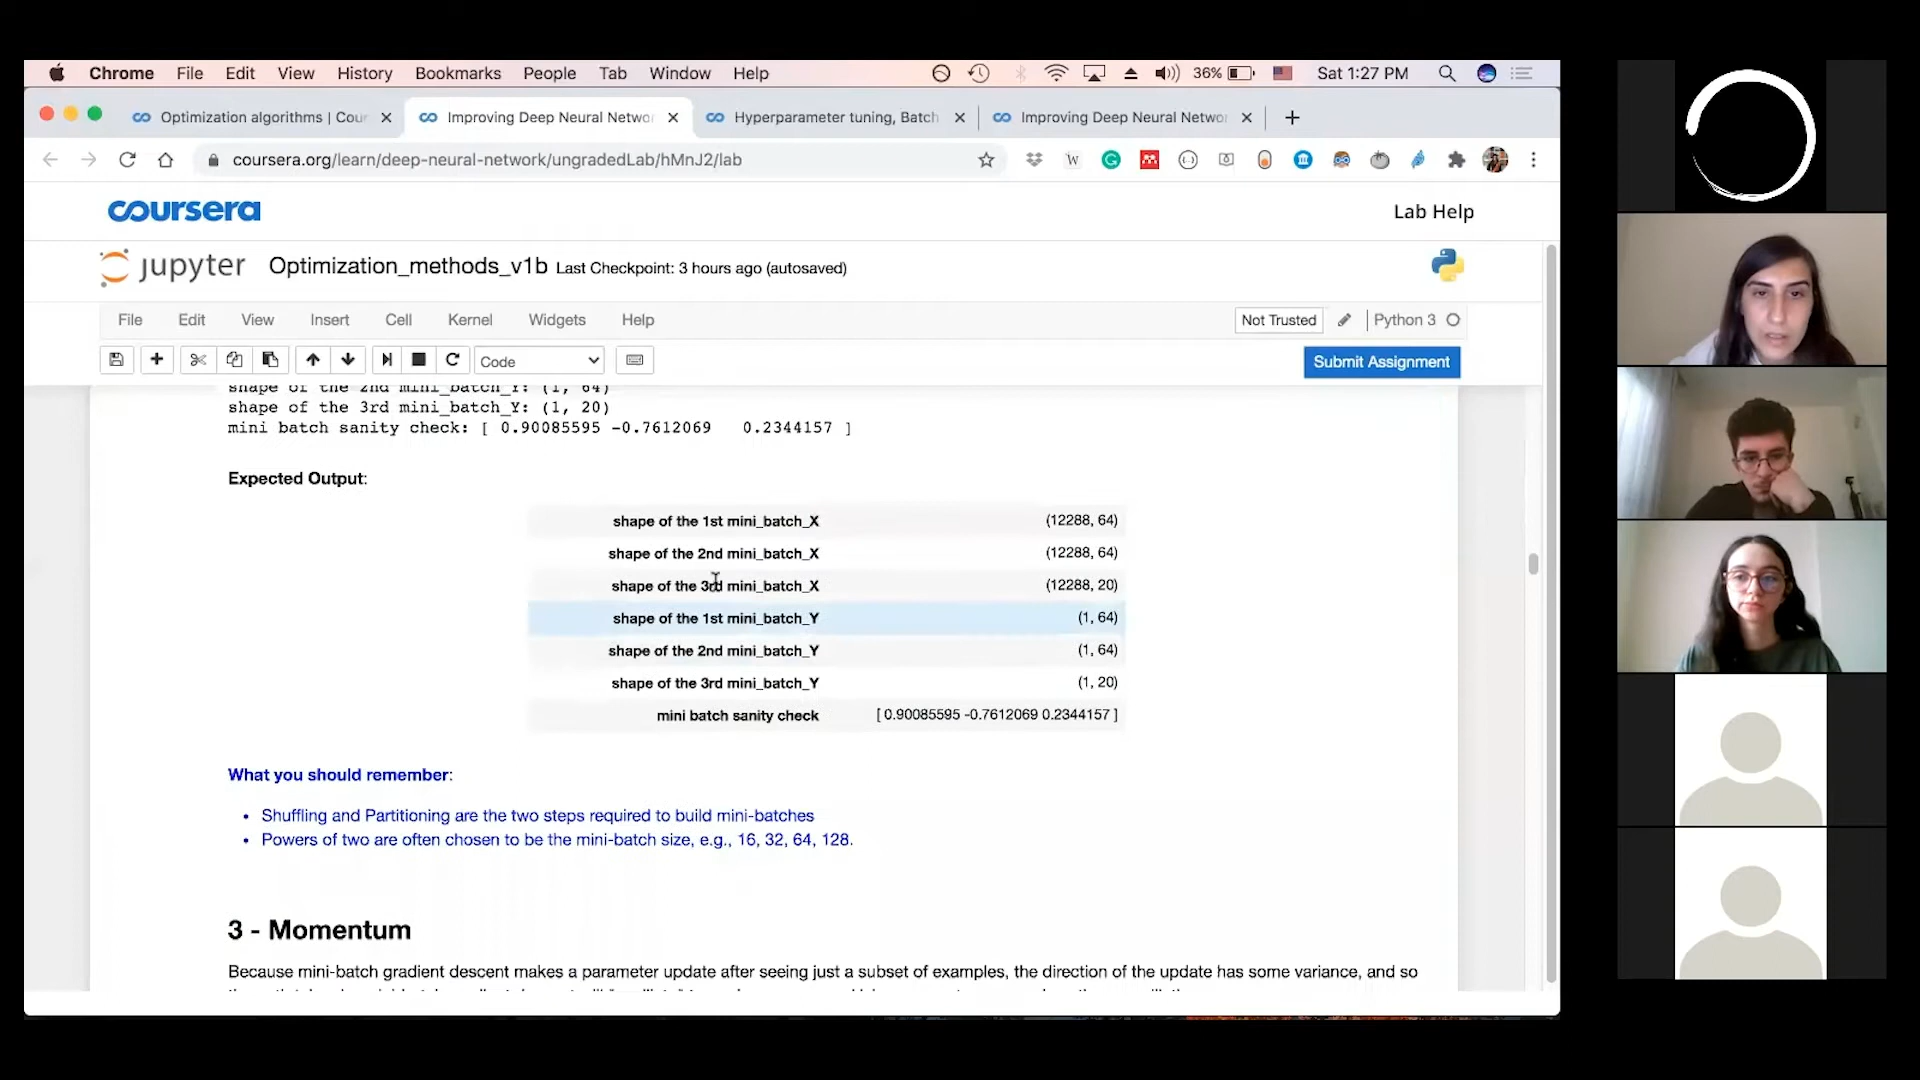 Chrome File Edit View History Bookmarks People Tab Window Help 36% Sat 1:27 PM
Optimization algorithms | Cour Improving Deep Neural Netwo Hyperparameter tuning, Batch Improving Deep Neural Networ
coursera.org/learn/deep-neural-network/ungradedLab/hMnJ2/lab
coursera Lab Help
jupyter Optimization_methods_v1b Last Checkpoint: 3 hours ago (autosaved)
File Edit View Insert Cell Kernel Widgets Help Not Trusted Python 3
Code Submit Assignment
shape of the 2nd mini_batch_Y: (1, 64)
shape of the 3rd mini_batch_Y: (1, 20)
mini batch sanity check: [ 0.90085595 -0.7612069 0.2344157 ]
Expected Output:
shape of the 1st mini_batch_X (12288, 64)
shape of the 2nd mini_batch_X (12288, 64)
shape of the 3rd mini_batch_X (12288, 20)
shape of the 1st mini_batch_Y (1, 64)
shape of the 2nd mini_batch_Y (1, 64)
shape of the 3rd mini_batch_Y (1, 20)
mini batch sanity check [ 0.90085595 -0.7612069 0.2344157 ]
What you should remember:
• Shuffling and Partitioning are the two steps required to build mini-batches
• Powers of two are often chosen to be the mini-batch size, e.g., 16, 32, 64, 128.
3 - Momentum
Because mini-batch gradient descent makes a parameter update after seeing just a subset of examples, the direction of the update has some variance, and so